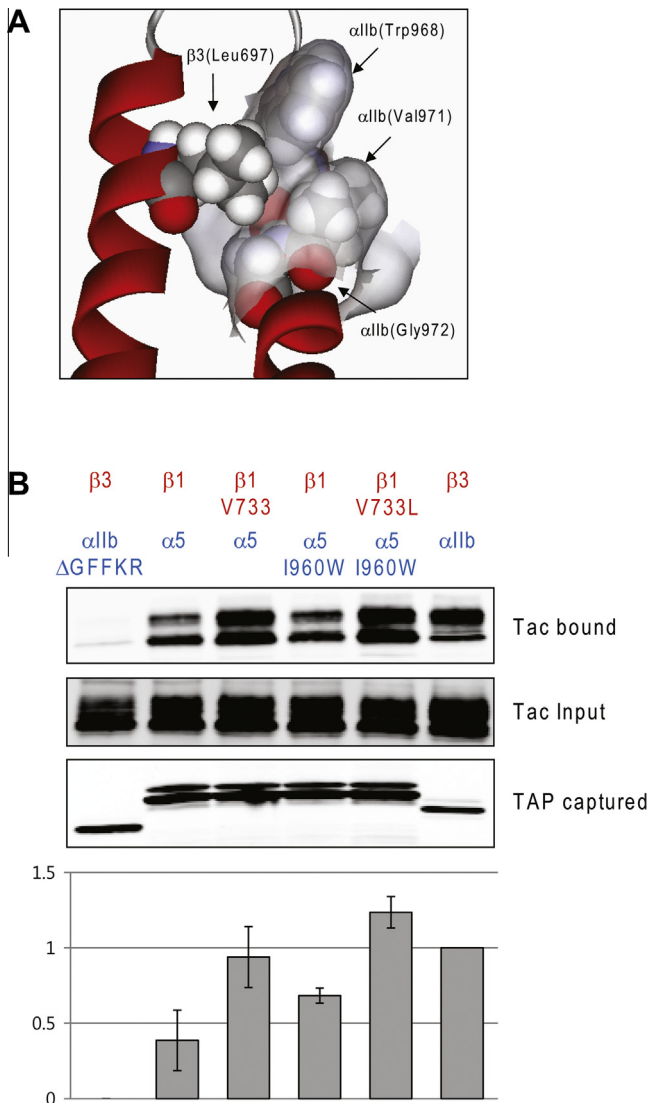 A
β3(Leu697)
αIIb(Trp968)
αIIb(Val971)
αIIb(Gly972)
B
β3 β1 β1 β1 β1 β3
V733 V733L
αIIb α5 α5 α5 α5 αIIb
ΔGFFKR I960W I960W
Tac bound
Tac Input
TAP captured
1.5
1
0.5
0